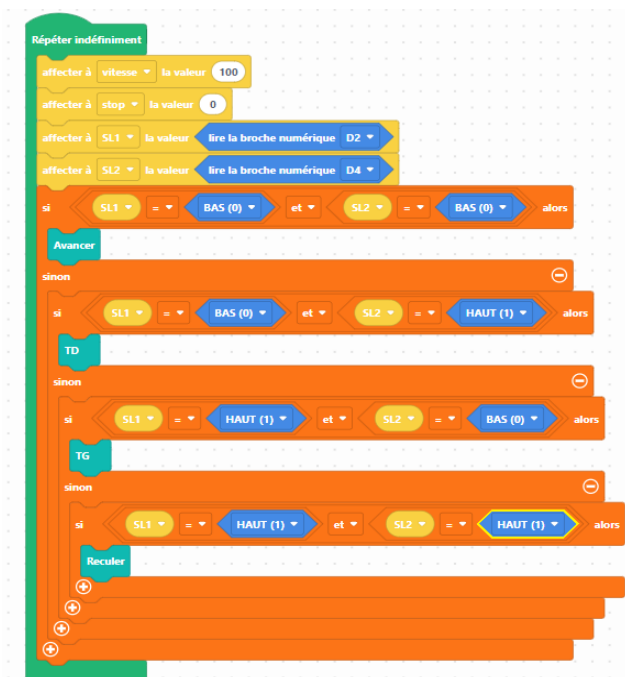 Répéter indéfiniment
affecter à vitesse la valeur 100
affecter à stop la valeur 0
affecter à SL1 la valeur lire la broche numérique D2
affecter à SL2 la valeur lire la broche numérique D4
si SL1 = BAS (0) et SL2 = BAS (0) alors
Avancer
sinon
si SL1 = BAS (0) et SL2 = HAUT (1) alors
TD
sinon
si SL1 = HAUT (1) et SL2 = BAS (0) alors
TG
sinon
si SL1 = HAUT (1) et SL2 = HAUT (1) alors
Reculer